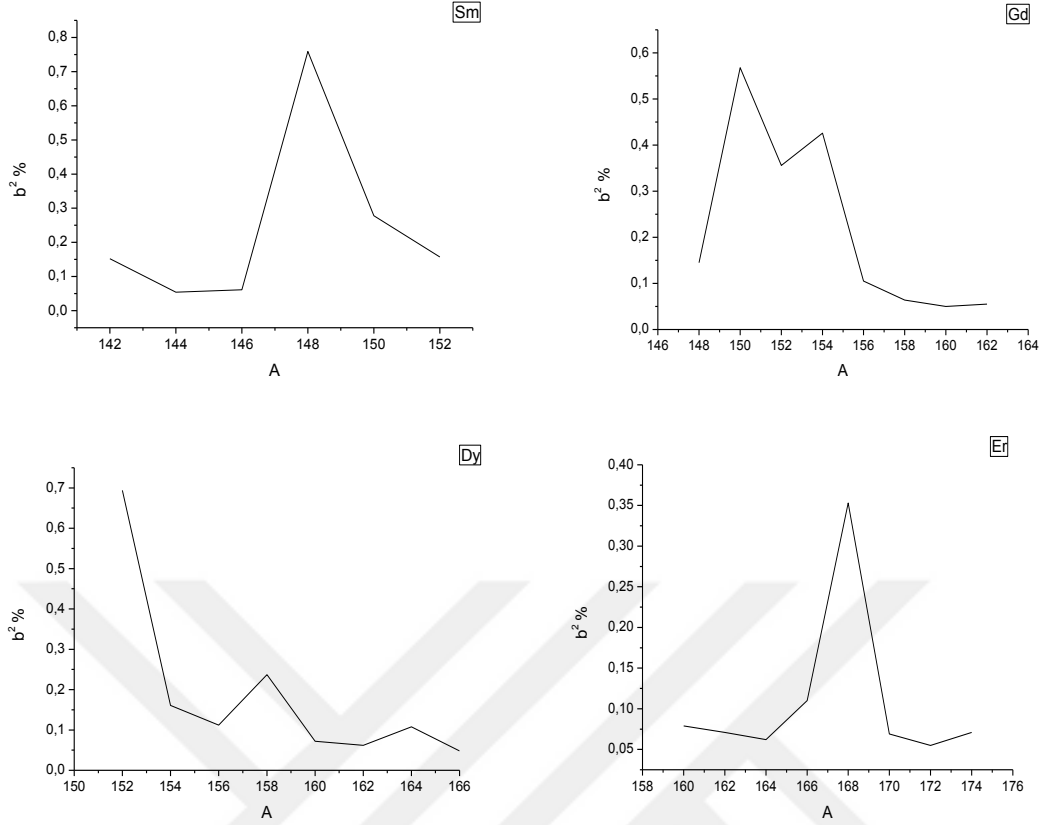 Sm
0,8
0,7
0,6
0,5
0,4
0,3
0,2
0,1
0,0
b² %
142 144 146 148 150 152
A
Gd
0,6
0,5
0,4
0,3
0,2
0,1
0,0
b² %
146 148 150 152 154 156 158 160 162 164
A
Dy
0,7
0,6
0,5
0,4
0,3
0,2
0,1
0,0
b² %
150 152 154 156 158 160 162 164 166
A
Er
0,40
0,35
0,30
0,25
0,20
0,15
0,10
0,05
b² %
158 160 162 164 166 168 170 172 174 176
A